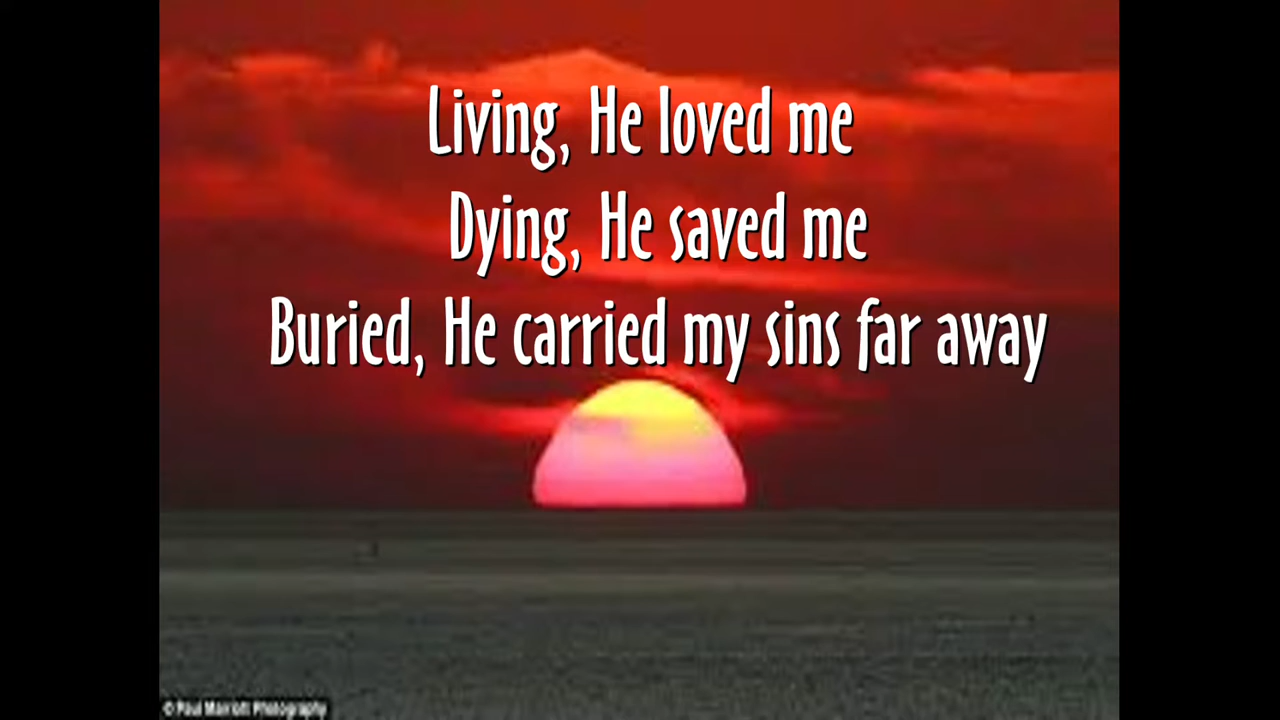 Living, He loved me
Dying, He saved me
Buried, He carried my sins far away
© Paul Marriott Photography